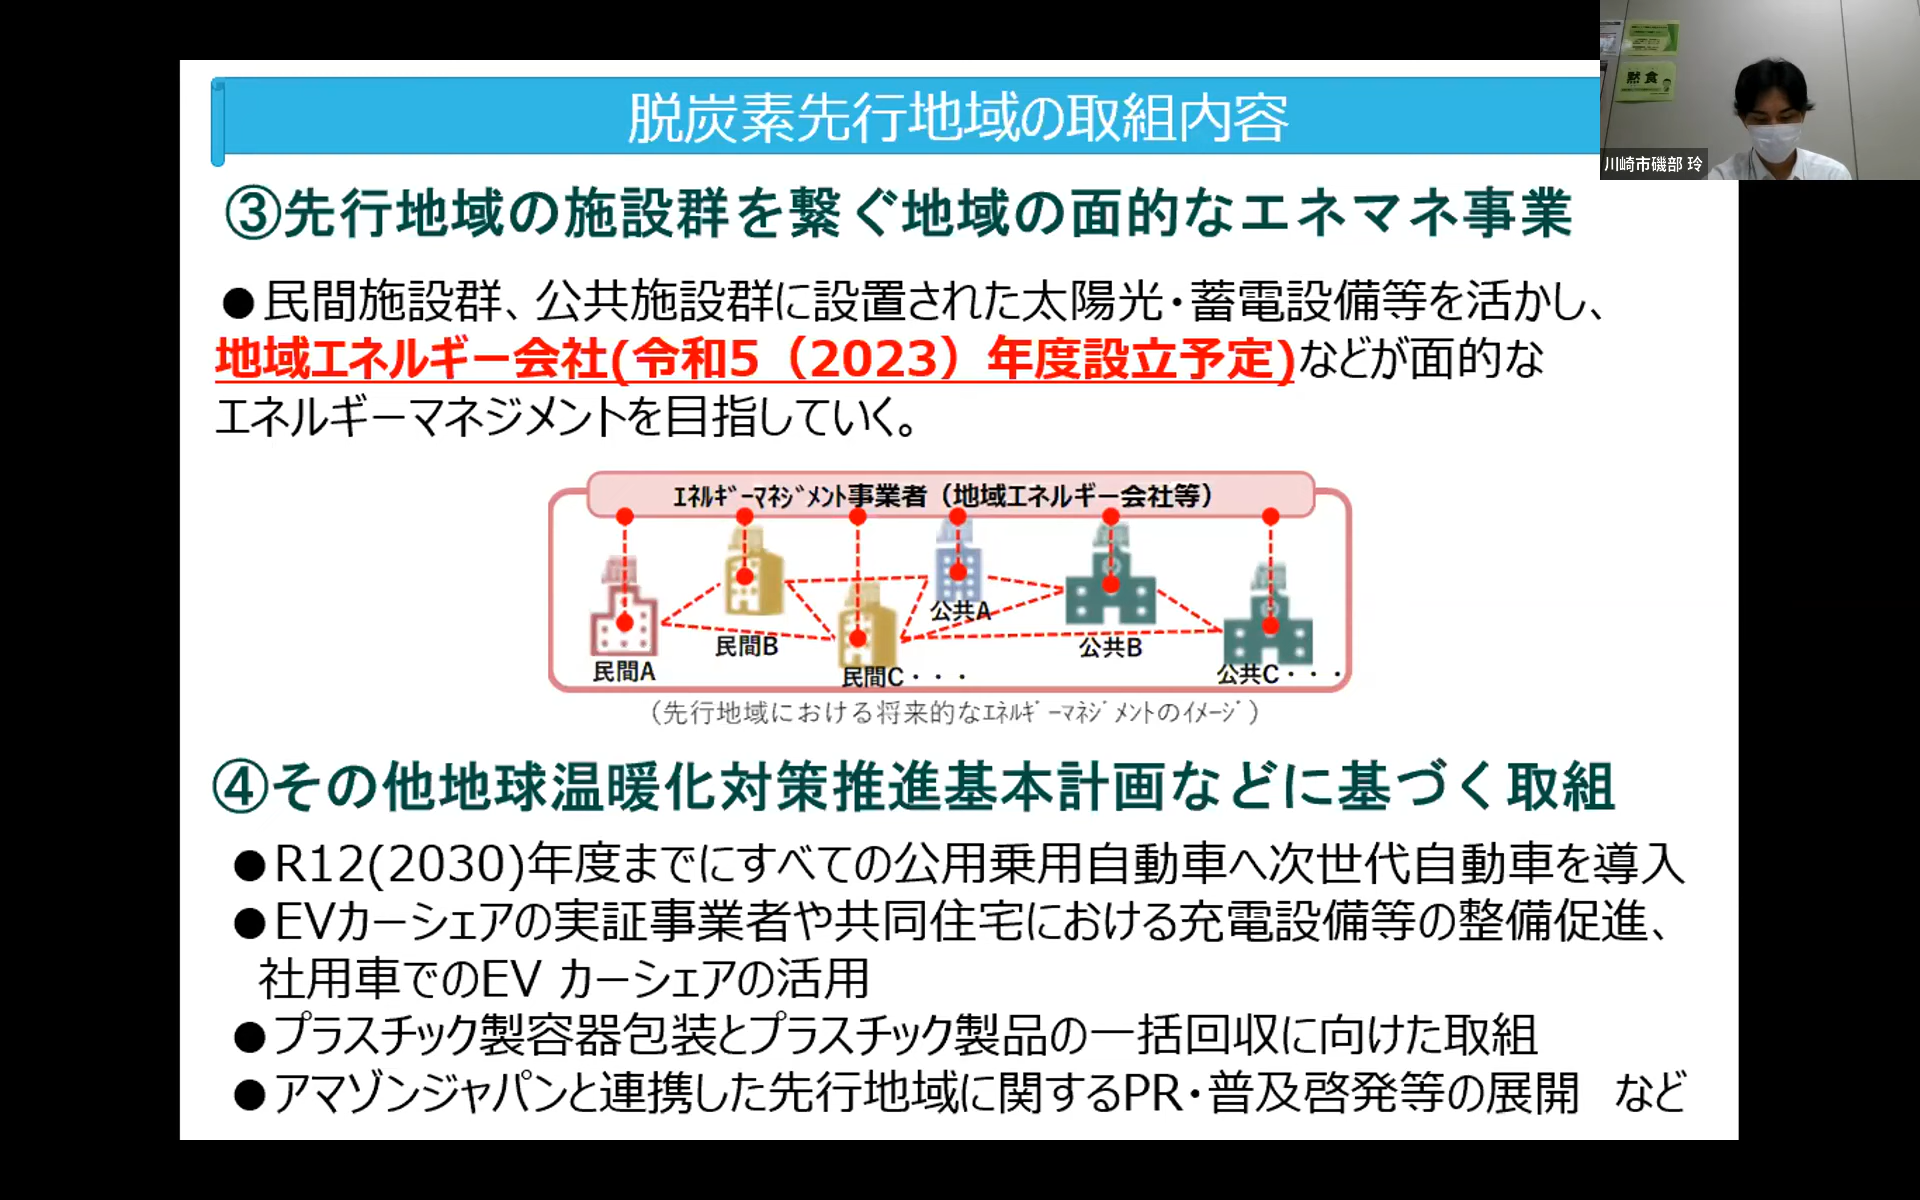 脱炭素先行地域の取組内容
黙食
川崎市磯部 玲
③先行地域の施設群を繋ぐ地域の面的なエネマネ事業
●民間施設群、公共施設群に設置された太陽光・蓄電設備等を活かし、
地域エネルギー会社(令和5（2023）年度設立予定)などが面的な
エネルギーマネジメントを目指していく。
ｴﾈﾙｷﾞｰﾏﾈｼﾞﾒﾝﾄ事業者（地域エネルギー会社等）
公共A
民間B
公共B
民間A
民間C・・・
公共C・・・
（先行地域における将来的なｴﾈﾙｷﾞｰﾏﾈｼﾞﾒﾝﾄのｲﾒｰｼﾞ）
④その他地球温暖化対策推進基本計画などに基づく取組
●R12(2030)年度までにすべての公用乗用自動車へ次世代自動車を導入
●EVカーシェアの実証事業者や共同住宅における充電設備等の整備促進、
社用車でのEV カーシェアの活用
●プラスチック製容器包装とプラスチック製品の一括回収に向けた取組
●アマゾンジャパンと連携した先行地域に関するPR・普及啓発等の展開　など